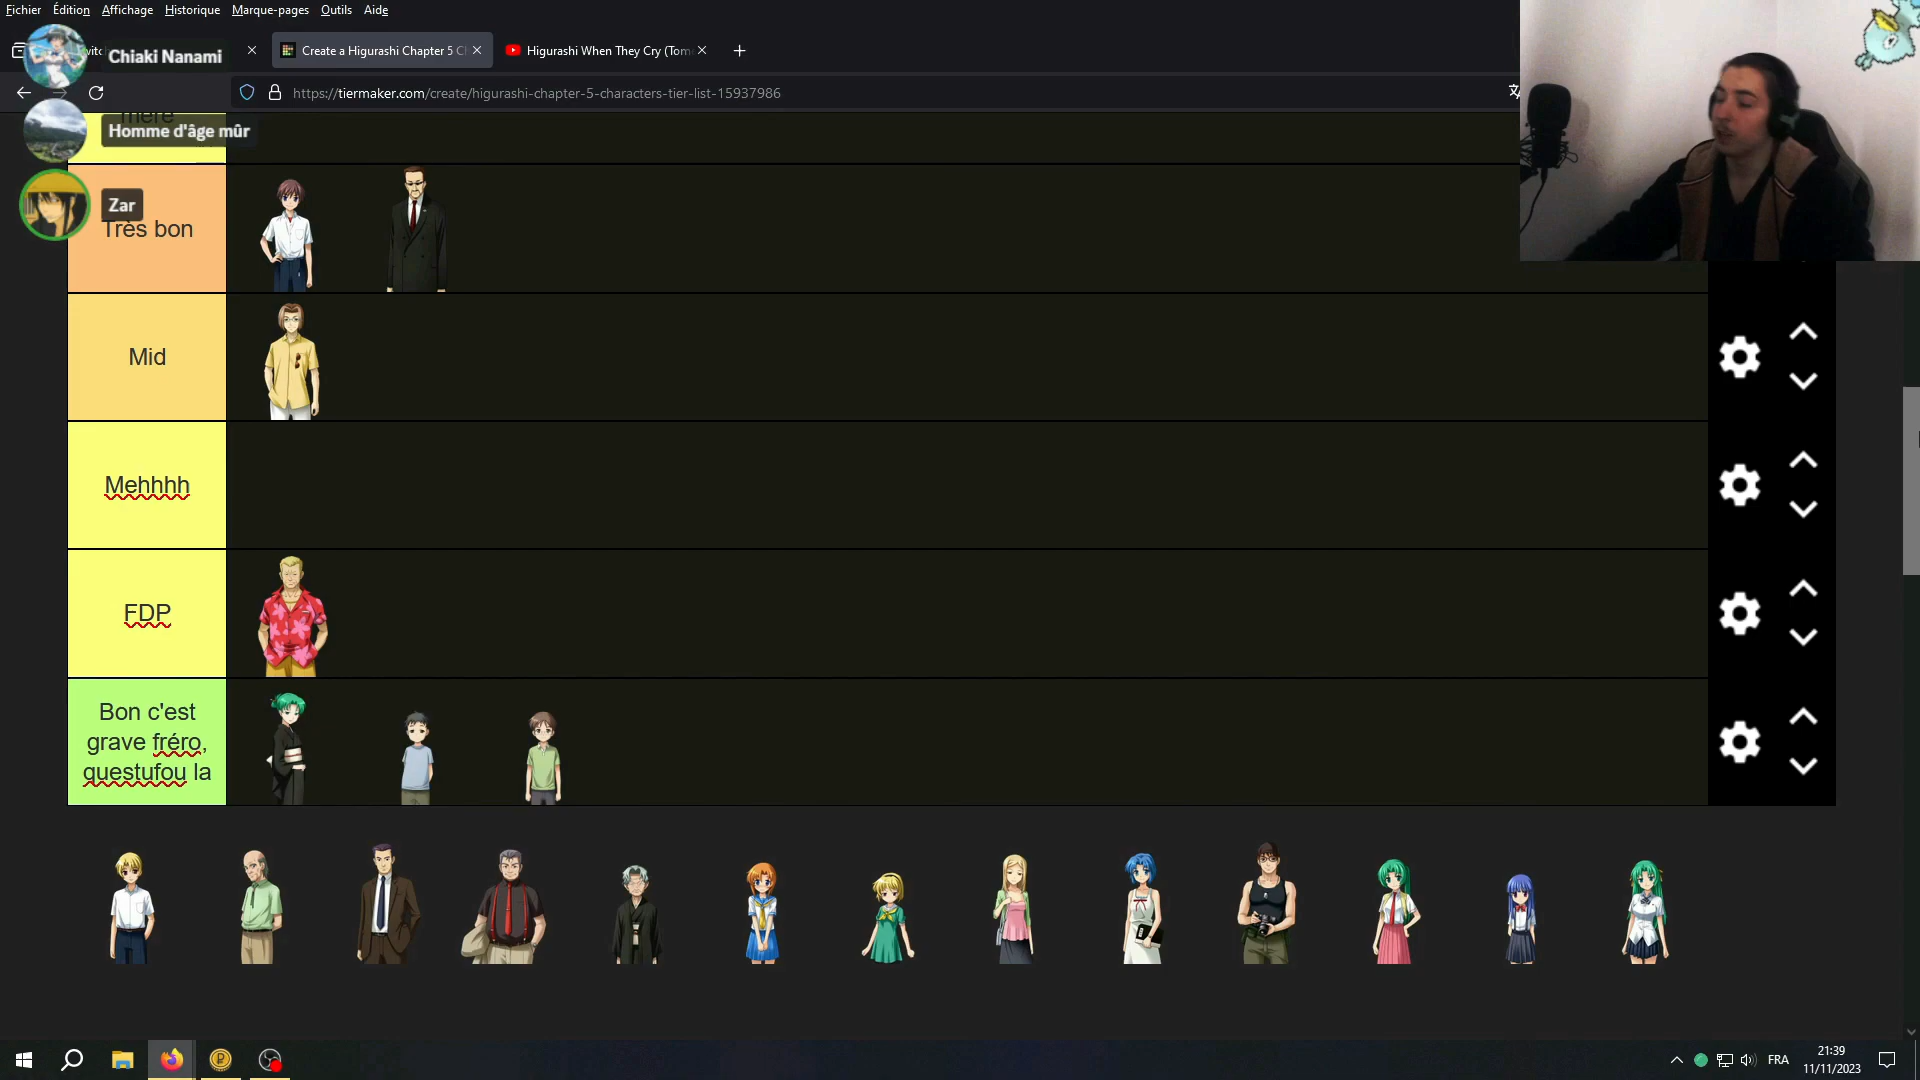 Fichier Édition Affichage Historique Marque-pages Outils Aide
Create a Higurashi Chapter 5 C
Higurashi When They Cry (Tom
Chiaki Nanami
https://tiermaker.com/create/higurashi-chapter-5-characters-tier-list-15937986
mère
Homme d'âge mûr
Zar
Très bon
Mid
Mehhhh
FDP
Bon c'est
grave fréro,
questufou la
FRA
21:39
11/11/2023